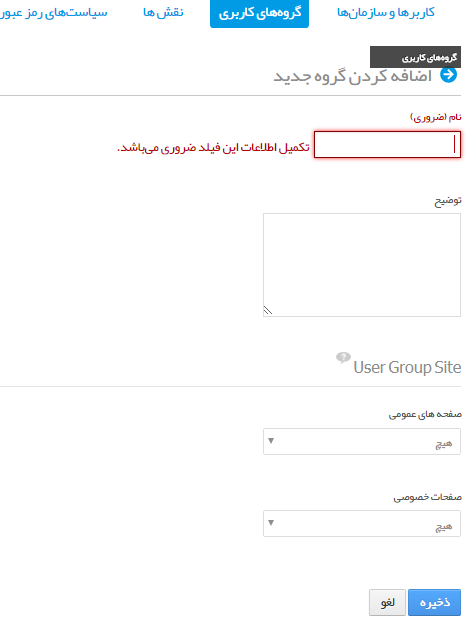 کاربرها و سازمان‌ها گروه‌های کاربری نقش ها سیاست‌های رمز عبور
گروه‌های کاربری
اضافه کردن گروه جدید
نام (ضروری)
تکمیل اطلاعات این فیلد ضروری می‌باشد.
توضیح
User Group Site
صفحه های عمومی
هیچ
صفحات خصوصی
هیچ
ذخیره لغو